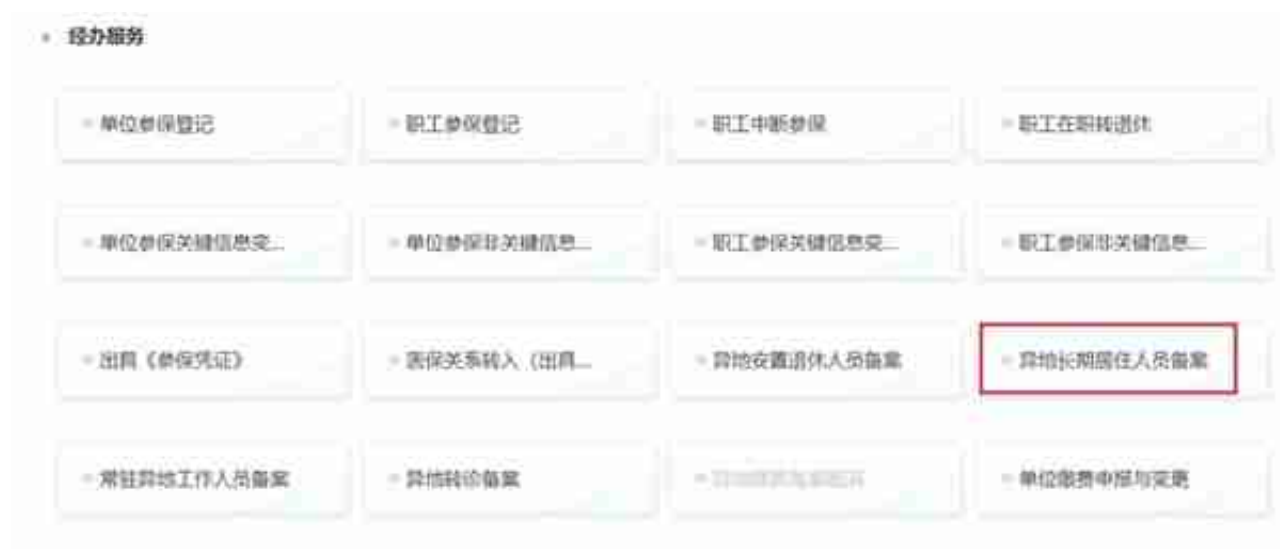 经办服务
单位参保登记
职工参保登记
职工中断参保
职工在职转退休
单位参保关键信息变...
单位参保非关键信息...
职工参保关键信息变...
职工参保非关键信息...
出具《参保凭证》
医保关系转入（出具...
异地安置退休人员备案
异地长期居住人员备案
常驻异地工作人员备案
异地转诊备案
单位缴费申报与变更